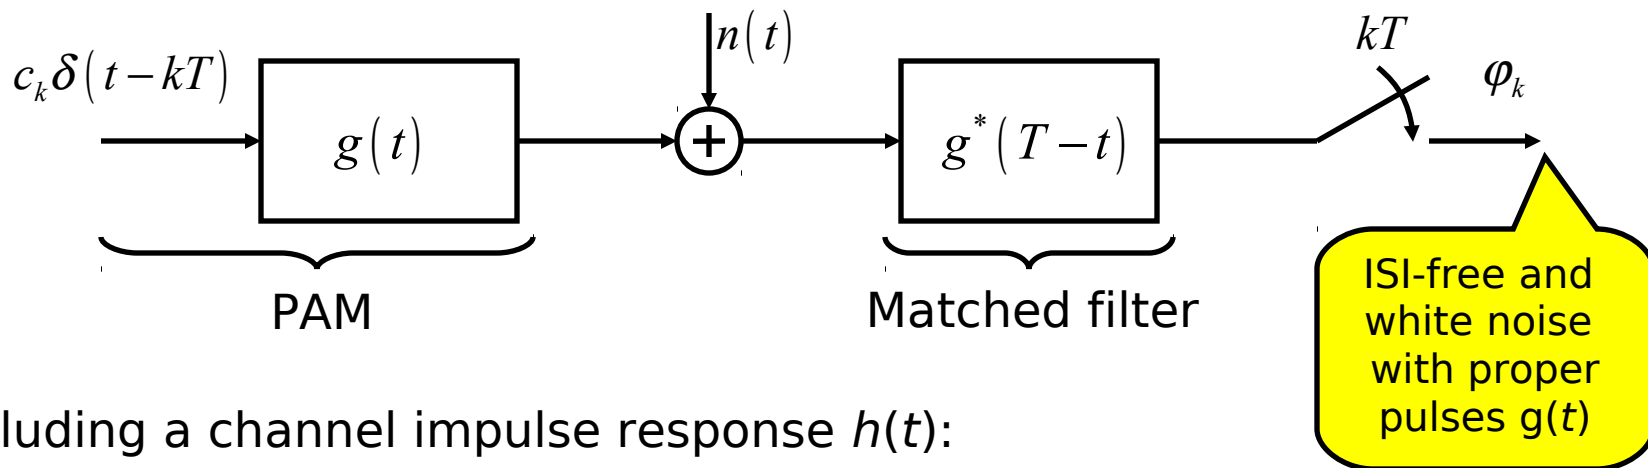 n(t)
kT
c_k δ(t − kT)
φ_k
g(t)
+
g*(T − t)
PAM
Matched filter
ISI-free and
white noise
with proper
pulses g(t)
luding a channel impulse response h(t):